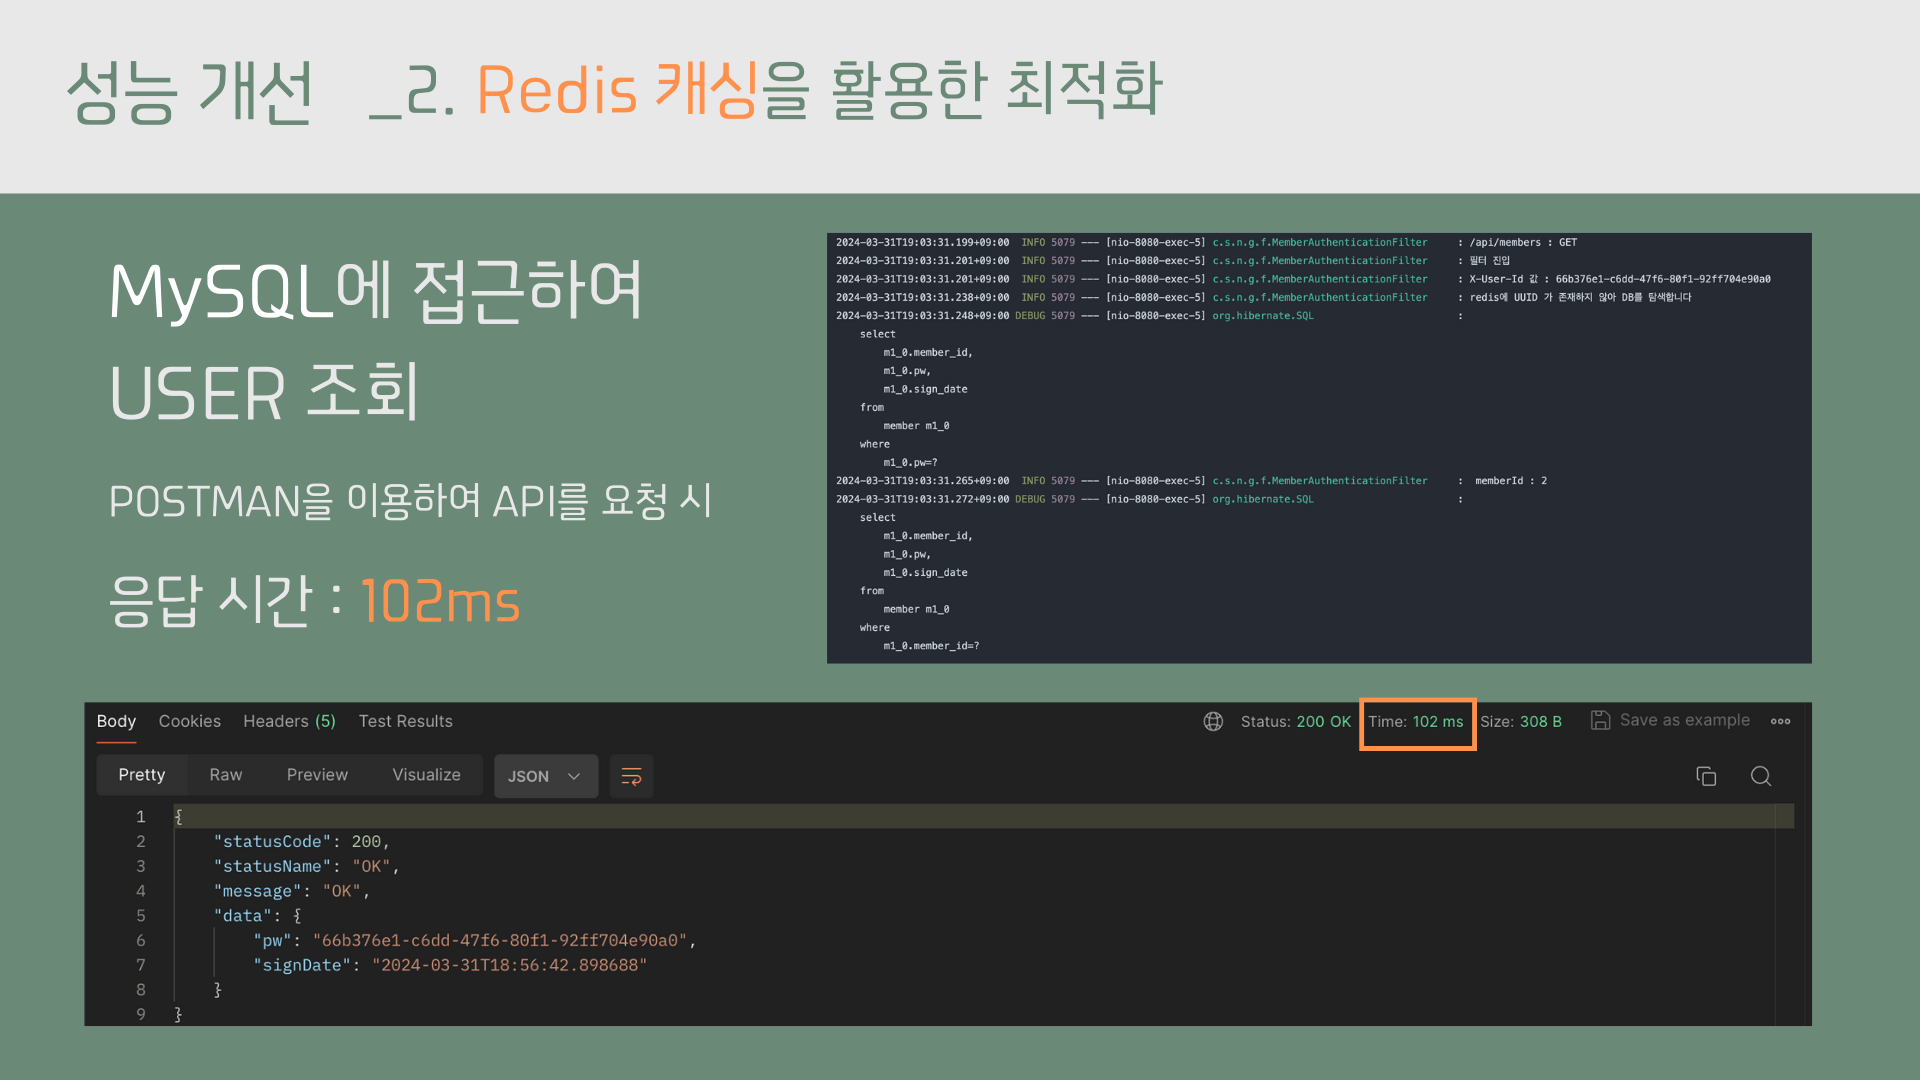 성능 개선 _2. Redis 캐싱을 활용한 최적화
MySQL에 접근하여
USER 조회
POSTMAN을 이용하여 API를 요청 시
응답 시간 : 102ms
2024-03-31T19:03:31.199+09:00 INFO 5079 --- [nio-8080-exec-5] c.s.n.g.f.MemberAuthenticationFilter : /api/members : GET
2024-03-31T19:03:31.201+09:00 INFO 5079 --- [nio-8080-exec-5] c.s.n.g.f.MemberAuthenticationFilter : 필터 진입
2024-03-31T19:03:31.201+09:00 INFO 5079 --- [nio-8080-exec-5] c.s.n.g.f.MemberAuthenticationFilter : X-User-Id 값 : 66b376e1-c6dd-47f6-80f1-92ff704e90a0
2024-03-31T19:03:31.238+09:00 INFO 5079 --- [nio-8080-exec-5] c.s.n.g.f.MemberAuthenticationFilter : redis에 UUID 가 존재하지 않아 DB를 탐색합니다
2024-03-31T19:03:31.248+09:00 DEBUG 5079 --- [nio-8080-exec-5] org.hibernate.SQL :
select
m1_0.member_id,
m1_0.pw,
m1_0.sign_date
from
member m1_0
where
m1_0.pw=?
2024-03-31T19:03:31.265+09:00 INFO 5079 --- [nio-8080-exec-5] c.s.n.g.f.MemberAuthenticationFilter : memberId : 2
2024-03-31T19:03:31.272+09:00 DEBUG 5079 --- [nio-8080-exec-5] org.hibernate.SQL :
select
m1_0.member_id,
m1_0.pw,
m1_0.sign_date
from
member m1_0
where
m1_0.member_id=?
Body Cookies Headers (5) Test Results Status: 200 OK Time: 102 ms Size: 308 B Save as example
Pretty Raw Preview Visualize JSON
1 {
2 "statusCode": 200,
3 "statusName": "OK",
4 "message": "OK",
5 "data": {
6 "pw": "66b376e1-c6dd-47f6-80f1-92ff704e90a0",
7 "signDate": "2024-03-31T18:56:42.898688"
8 }
9 }